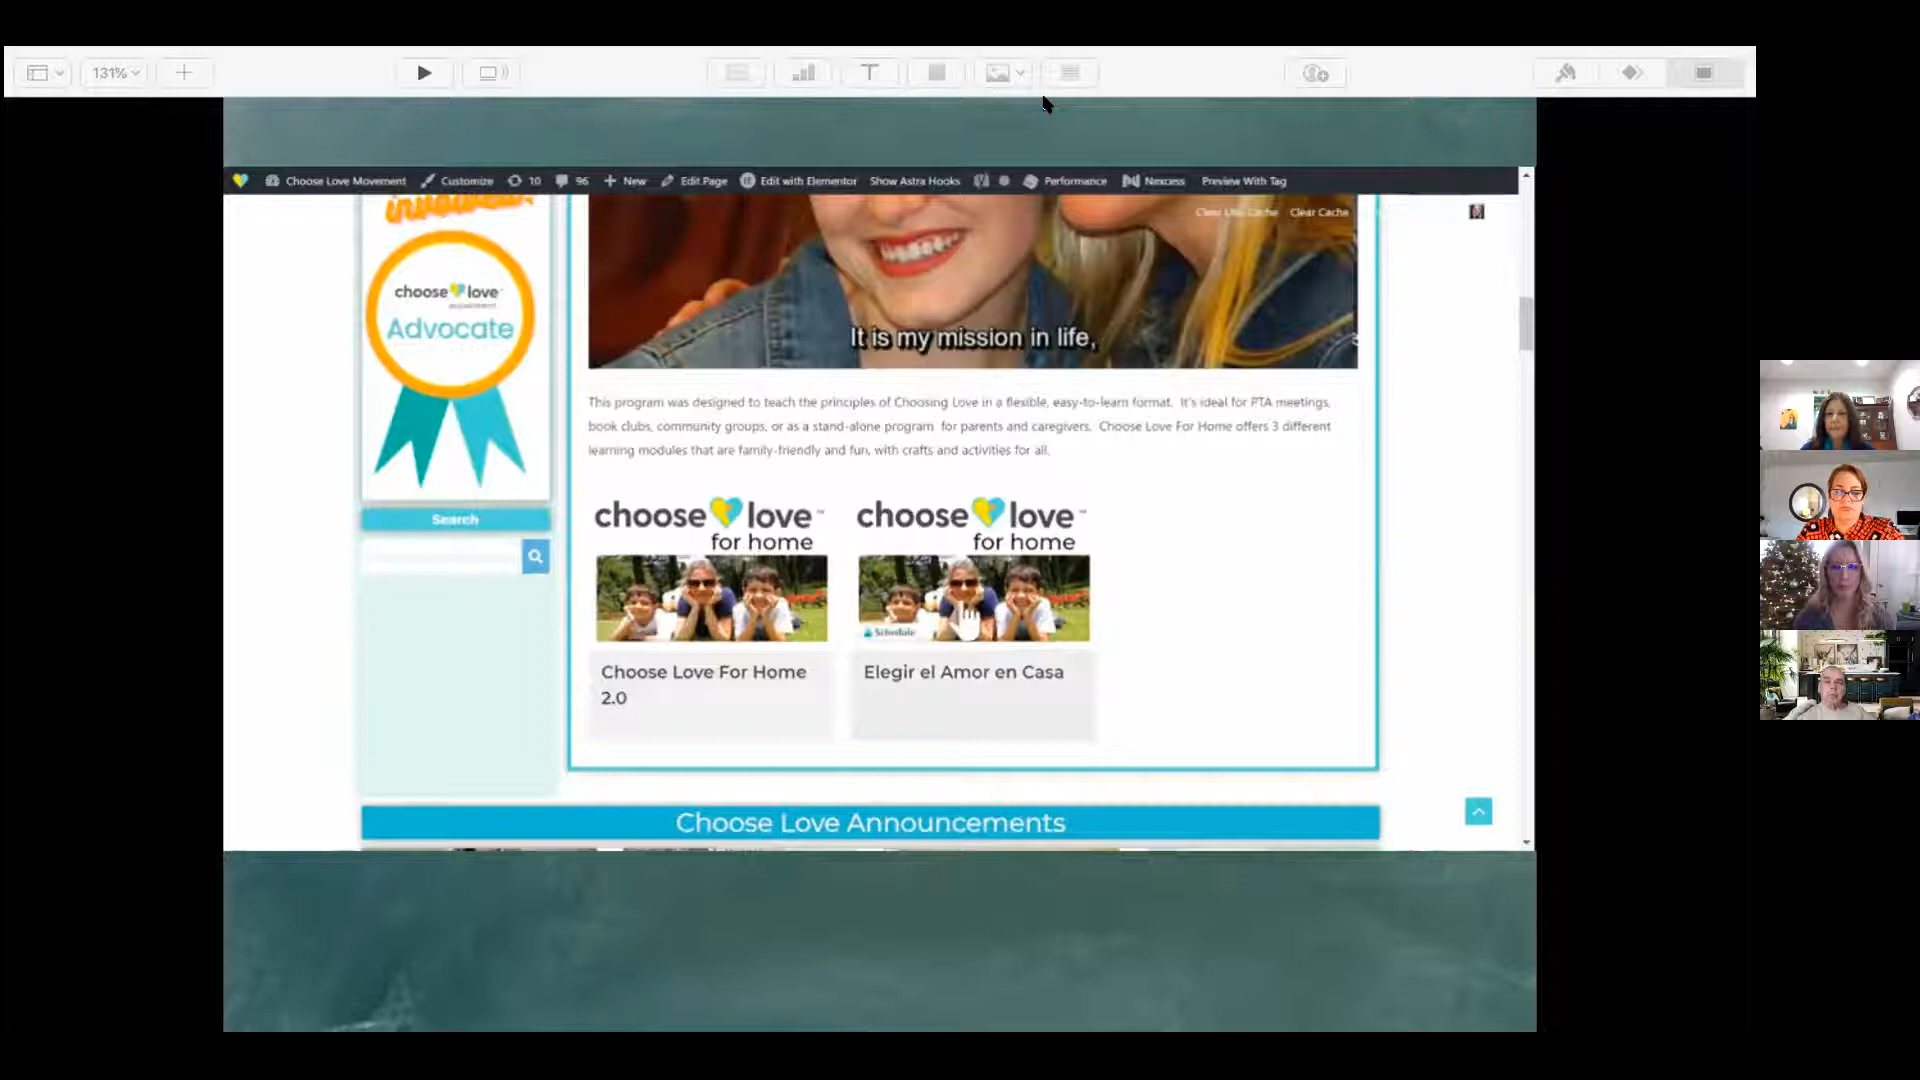 131%
Choose Love Movement Customize 10 96 New Edit Page Edit with Elementor Show Astra Hooks Performance Nexcess Preview With Tag
Clear Cache
involved!
choose love
Advocate
It is my mission in life,
This program was designed to teach the principles of Choosing Love in a flexible, easy-to-learn format. It's ideal for PTA meetings,
book clubs, community groups, or as a stand-alone program for parents and caregivers. Choose Love For Home offers 3 different
learning modules that are family-friendly and fun, with crafts and activities for all.
Search
choose love™
for home
choose love™
for home
Choose Love For Home
2.0
Elegir el Amor en Casa
Choose Love Announcements